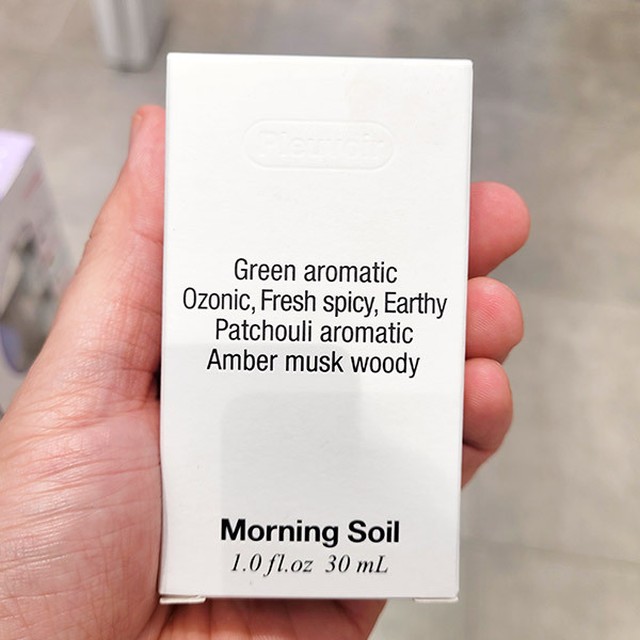 Green aromatic
Ozonic, Fresh spicy, Earthy
Patchouli aromatic
Amber musk woody
Morning Soil
1.0 fl.oz 30 mL